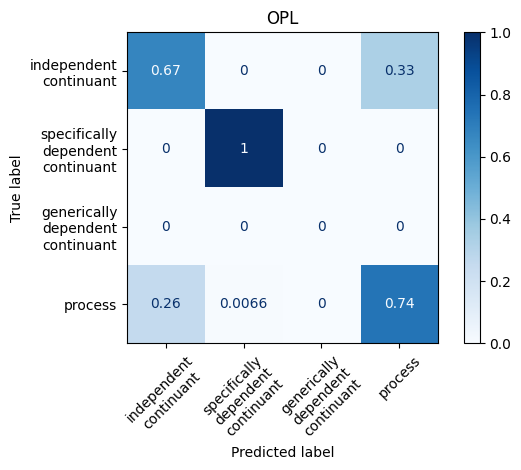 OPL
independent
continuant
0.67
0
0
0.33
specifically
dependent
continuant
0
1
0
0
generically
dependent
continuant
0
0
0
0
process
0.26
0.0066
0
0.74
True label
independent
continuant
specifically
dependent
continuant
generically
dependent
continuant
process
Predicted label
1.0
0.8
0.6
0.4
0.2
0.0